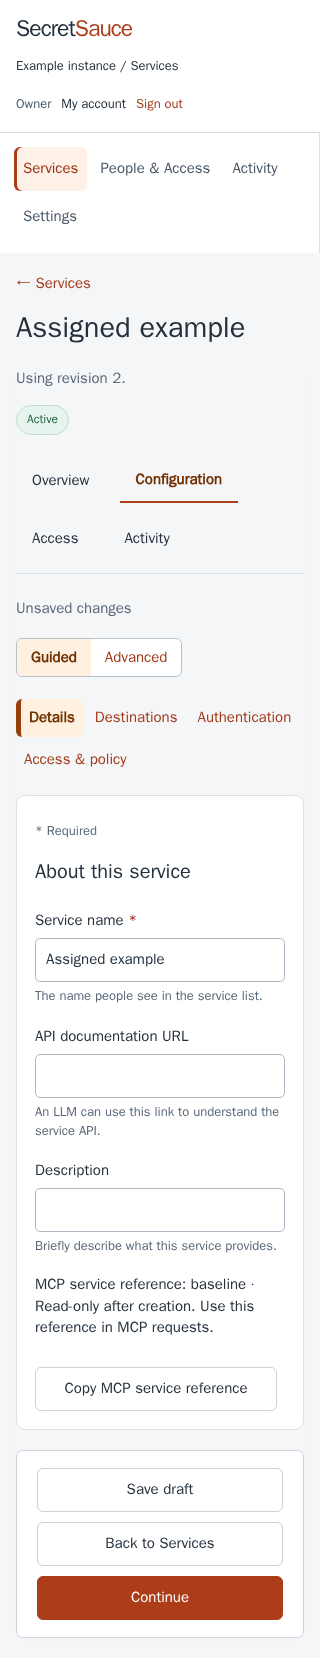 SecretSauce
Example instance / Services
Owner My account Sign out
Services People & Access Activity
Settings
← Services
Assigned example
Using revision 2.
Active
Overview Configuration
Access Activity
Unsaved changes
Guided Advanced
Details Destinations Authentication
Access & policy
* Required
About this service
Service name *
Assigned example
The name people see in the service list.
API documentation URL
An LLM can use this link to understand the
service API.
Description
Briefly describe what this service provides.
MCP service reference: baseline ·
Read-only after creation. Use this
reference in MCP requests.
Copy MCP service reference
Save draft
Back to Services
Continue